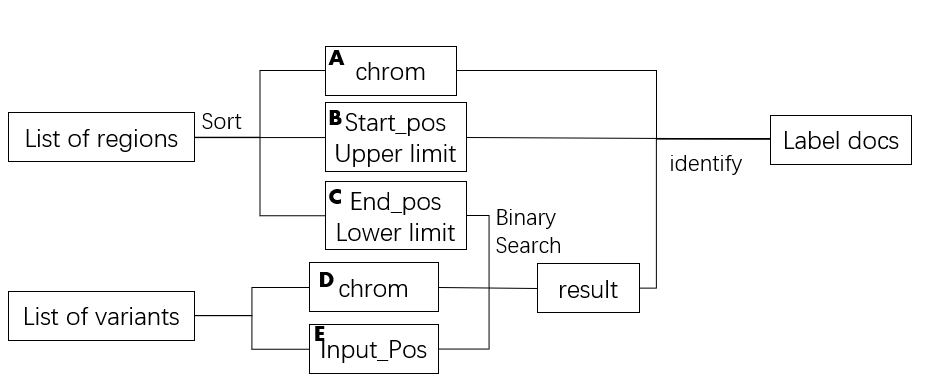 A
chrom
B
Start_pos
Upper limit
Sort
List of regions
Label docs
identify
C
End_pos
Lower limit
Binary
Search
D
chrom
result
List of variants
E
Input_Pos